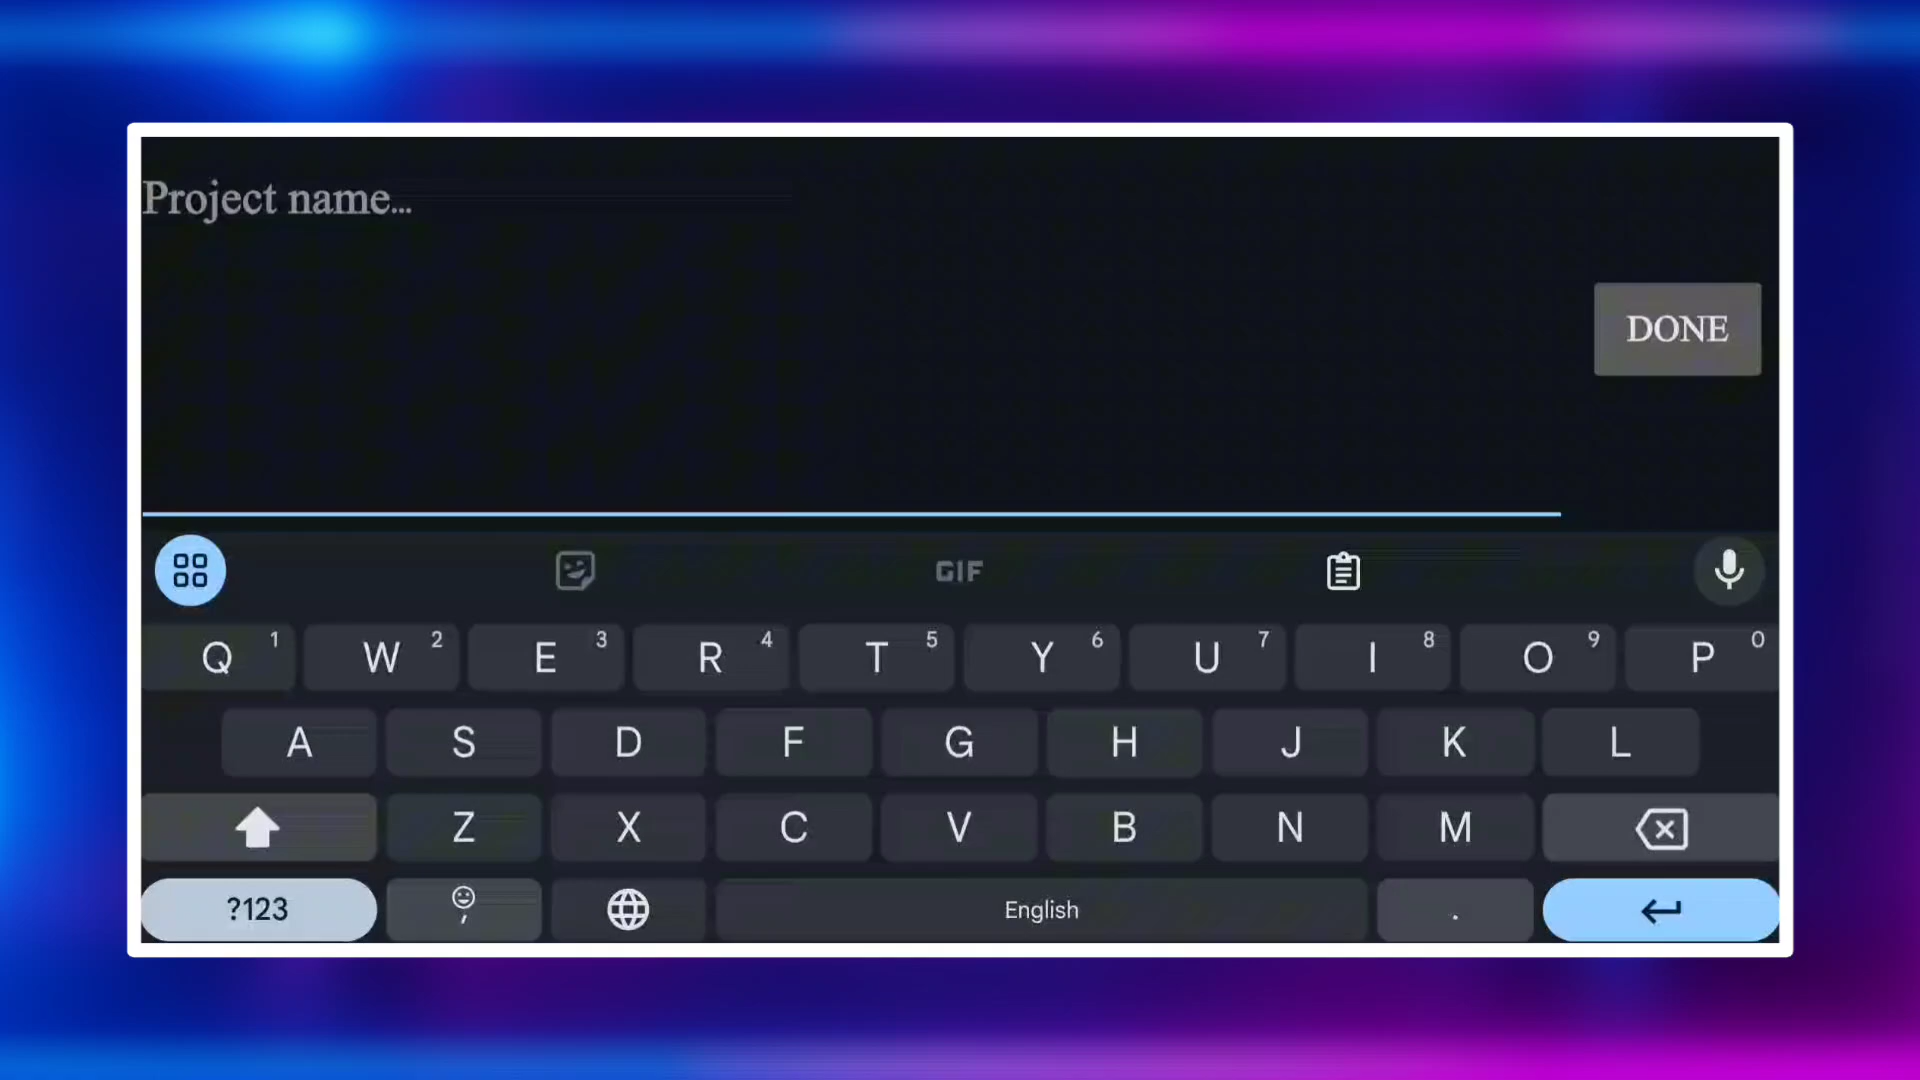 Project name...
DONE
GIF
Q 1 W 2 E 3 R 4 T 5 Y 6 U 7 I 8 O 9 P 0
A S D F G H J K L
Z X C V B N M
?123 , English .